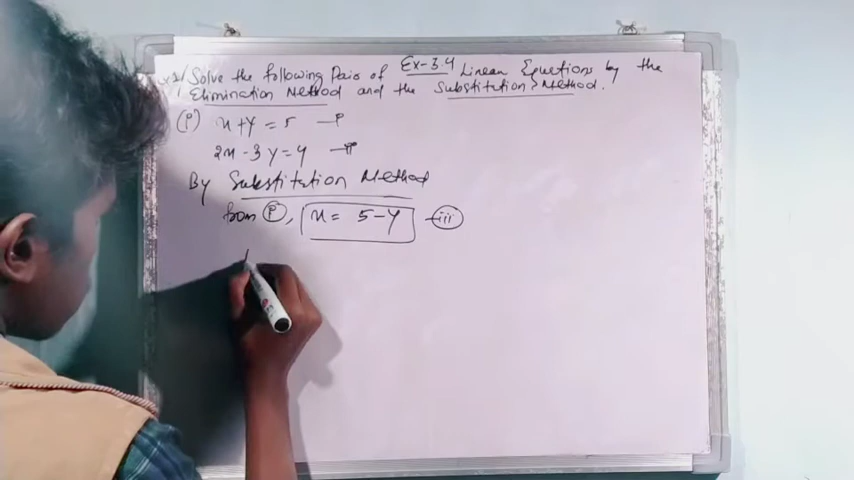 Ex-3.4
Q1/ Solve the following Pair of Linear Equations by the
Elimination Method and the Substitution Method.
(i) x+y=5 —i
2x-3y=4 —ii
By Substitution Method
from (i), x= 5-y —(iii)